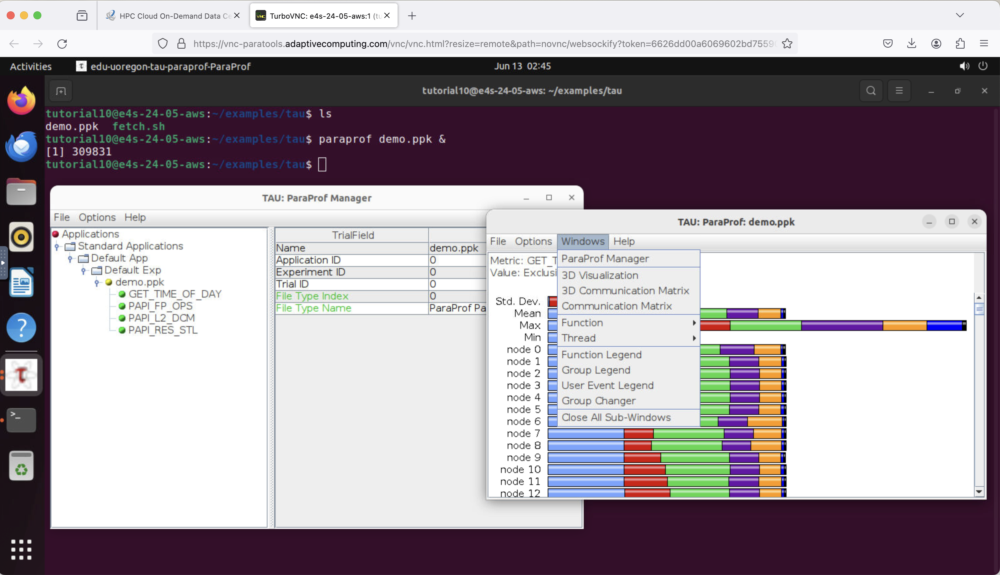 HPC Cloud On-Demand Data Ce
TurboVNC: e4s-24-05-aws:1 (tu
https://vnc-paratools.adaptivecomputing.com/vnc/vnc.html?resize=remote&path=novnc/websockify?token=6626dd00a6069602bd7559
Activities
edu-uoregon-tau-paraprof-ParaProf
Jun 13 02:45
tutorial10@e4s-24-05-aws: ~/examples/tau
tutorial10@e4s-24-05-aws:~/examples/tau$ ls
demo.ppk fetch.sh
tutorial10@e4s-24-05-aws:~/examples/tau$ paraprof demo.ppk &
[1] 309831
tutorial10@e4s-24-05-aws:~/examples/tau$
TAU: ParaProf Manager
File Options Help
Applications
Standard Applications
Default App
Default Exp
demo.ppk
GET_TIME_OF_DAY
PAPI_FP_OPS
PAPI_L2_DCM
PAPI_RES_STL
TrialField
Name demo.ppk
Application ID 0
Experiment ID 0
Trial ID 0
File Type Index 0
File Type Name ParaProf Pa
TAU: ParaProf: demo.ppk
File Options Windows Help
Metric: GET_T
Value: Exclusi
ParaProf Manager
3D Visualization
3D Communication Matrix
Communication Matrix
Function
Thread
Function Legend
Group Legend
User Event Legend
Group Changer
Close All Sub-Windows
Std. Dev.
Mean
Max
Min
node 0
node 1
node 2
node 3
node 4
node 5
node 6
node 7
node 8
node 9
node 10
node 11
node 12